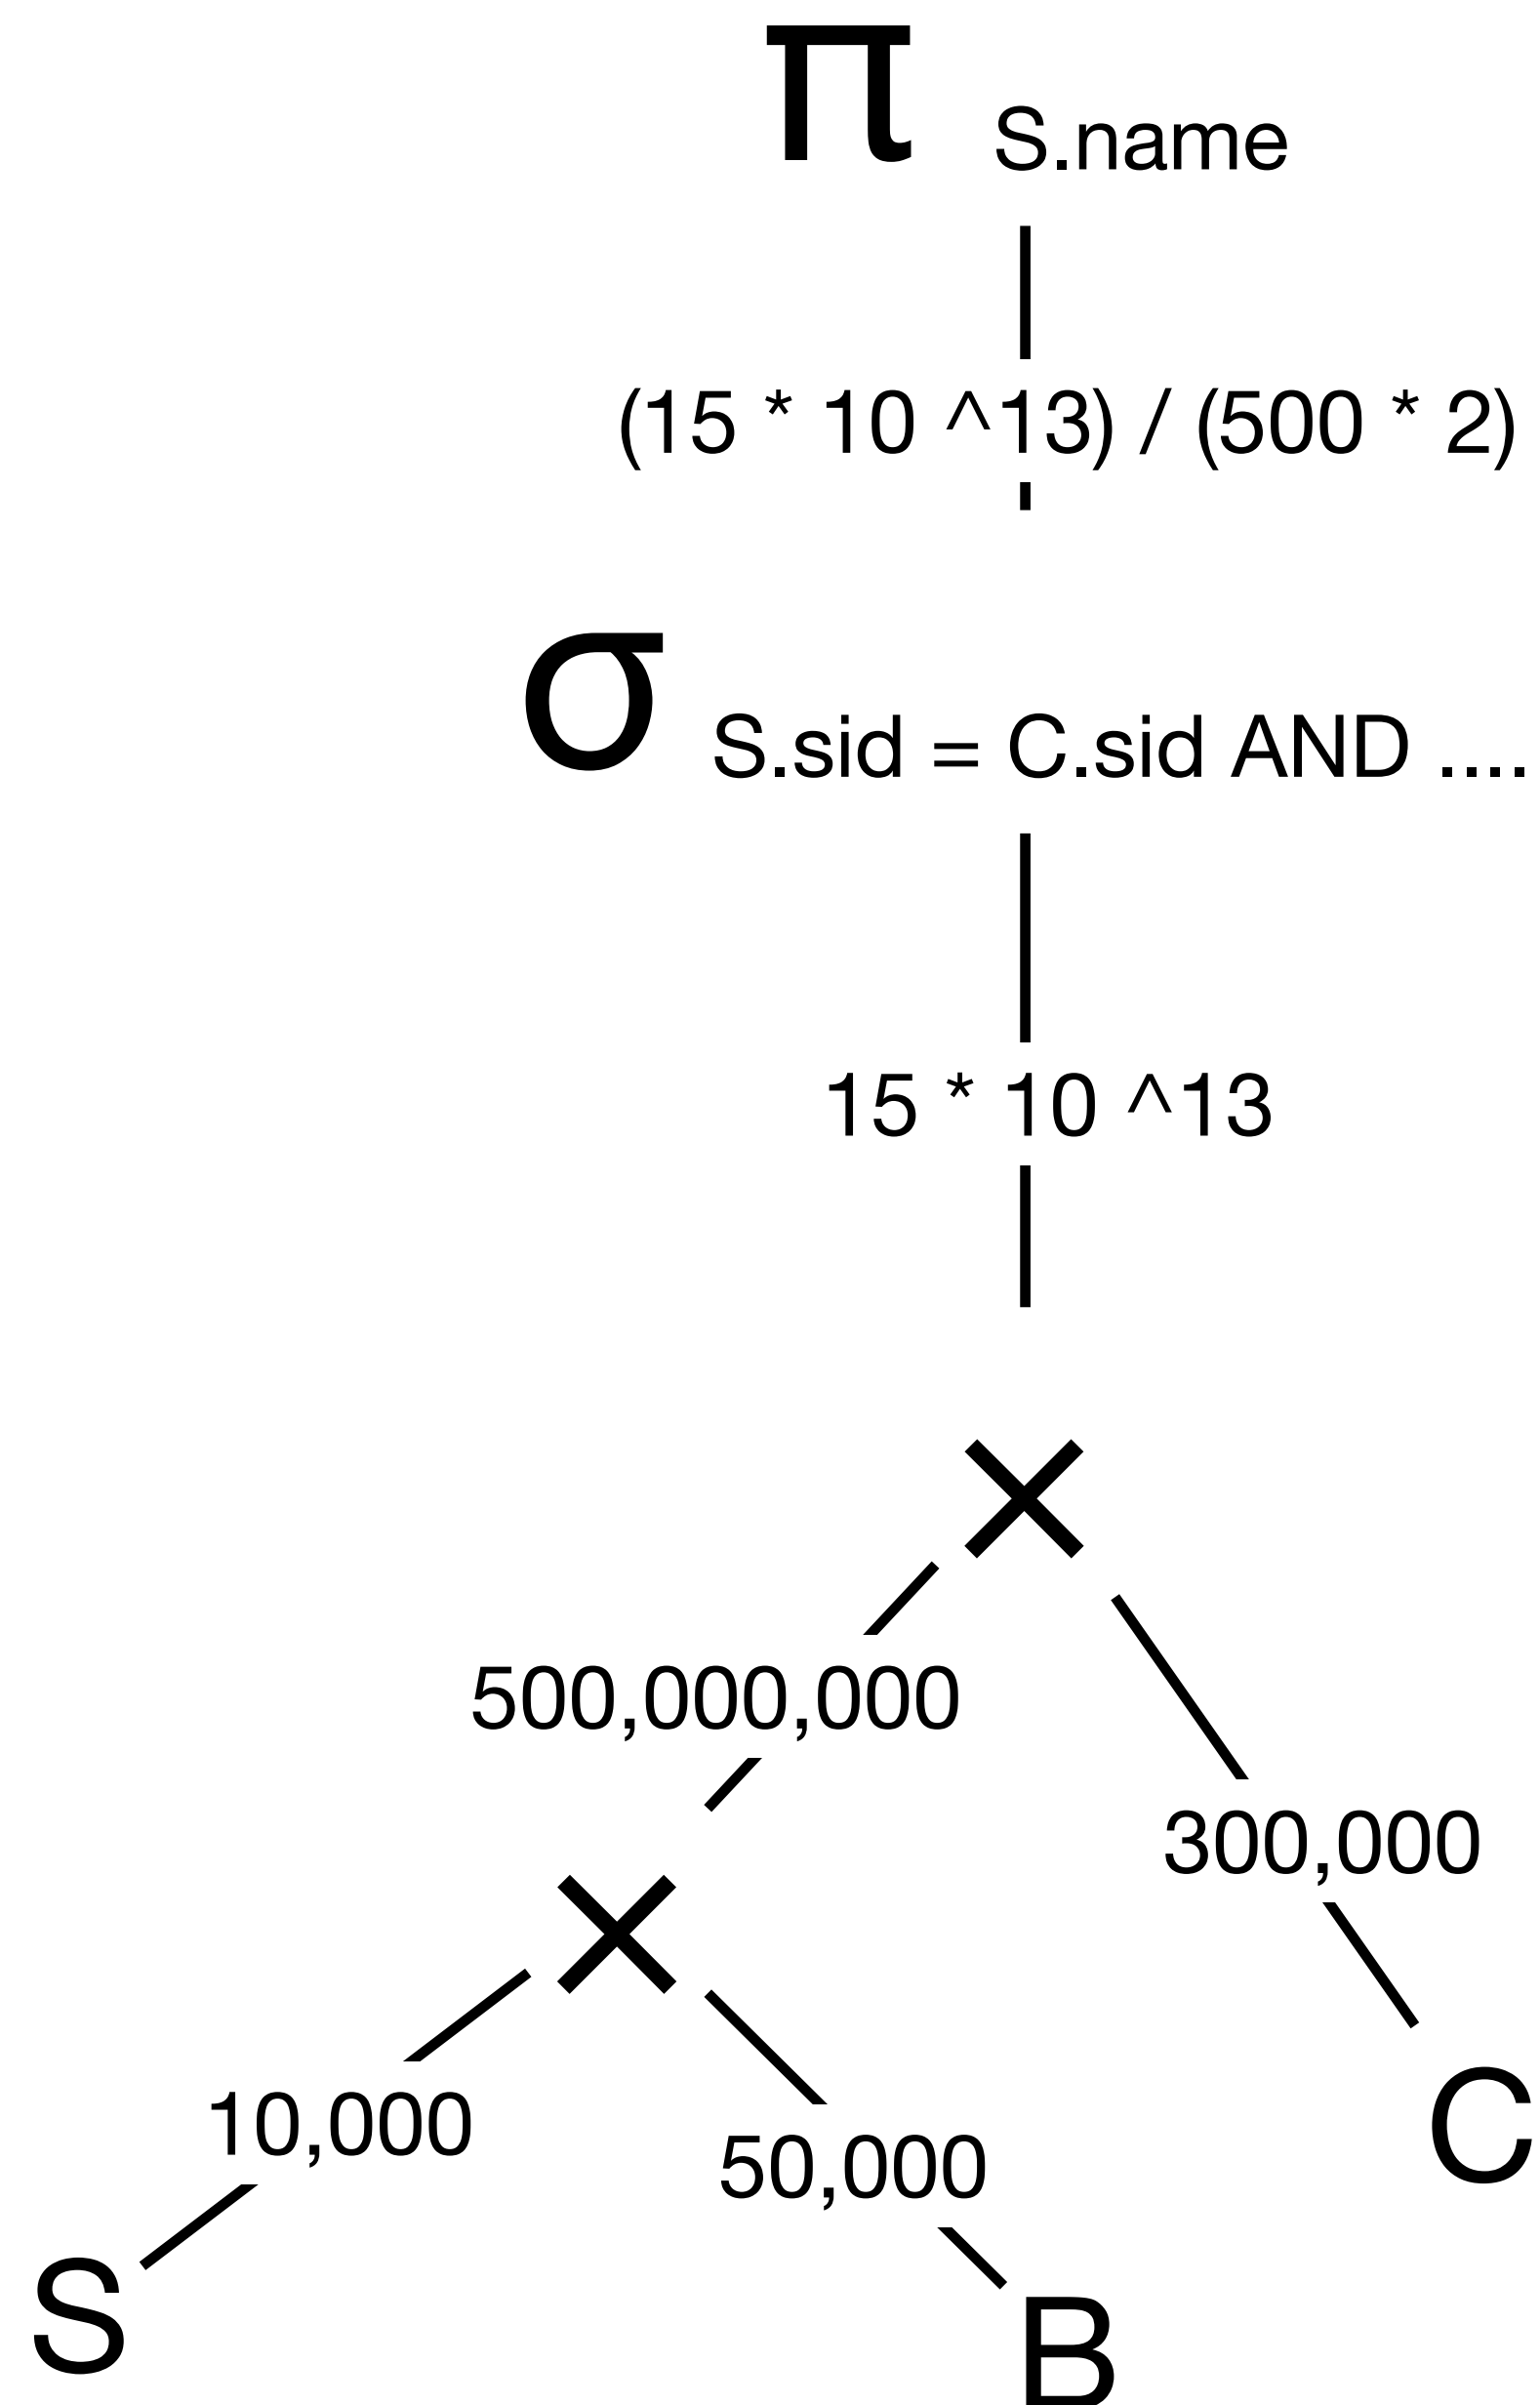 π S.name
(15 * 10 ^13) / (500 * 2)
σ S.sid = C.sid AND ....
15 * 10 ^13
×
500,000,000
300,000
×
10,000
50,000
C
S
B